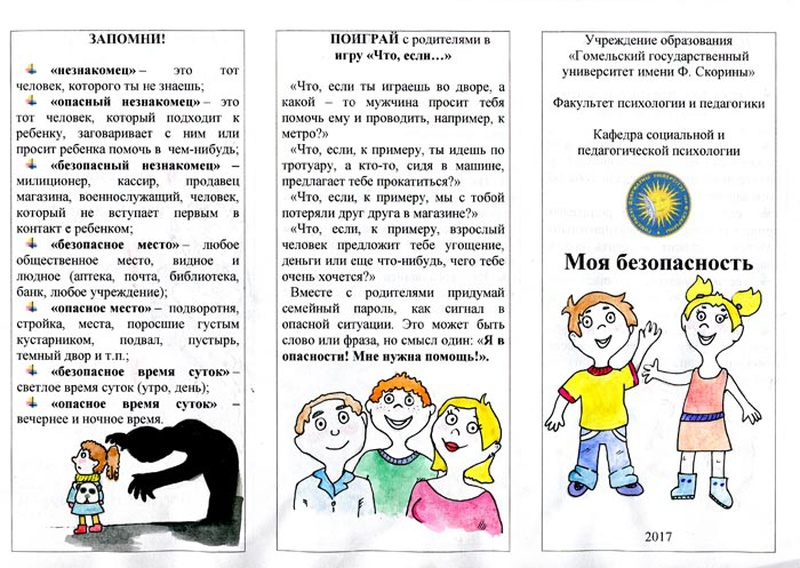 ЗАПОМНИ!
«незнакомец» – это тот
человек, которого ты не знаешь;
«опасный незнакомец» – это
тот человек, который подходит к
ребенку, заговаривает с ним или
просит ребенка помочь в чем-нибудь;
«безопасный незнакомец» –
милиционер, кассир, продавец
магазина, военнослужащий, человек,
который не вступает первым в
контакт с ребенком;
«безопасное место» – любое
общественное место, видное и
людное (аптека, почта, библиотека,
банк, любое учреждение);
«опасное место» – подворотня,
стройка, места, поросшие густым
кустарником, подвал, пустырь,
темный двор и т.п.;
«безопасное время суток» –
светлое время суток (утро, день);
«опасное время суток» –
вечернее и ночное время.
ПОИГРАЙ с родителями в
игру «Что, если…»
«Что, если ты играешь во дворе, а
какой – то мужчина просит тебя
помочь ему и проводить, например, к
метро?»
«Что, если, к примеру, ты идешь по
тротуару, а кто-то, сидя в машине,
предлагает тебе прокатиться?»
«Что, если, к примеру, мы с тобой
потеряли друг друга в магазине?»
«Что, если, к примеру, взрослый
человек предложит тебе угощение,
деньги или еще что-нибудь, чего тебе
очень хочется?»
Вместе с родителями придумай
семейный пароль, как сигнал в
опасной ситуации. Это может быть
слово или фраза, но смысл один: «Я в
опасности! Мне нужна помощь!».
Учреждение образования
«Гомельский государственный
университет имени Ф. Скорины»
Факультет психологии и педагогики
Кафедра социальной и
педагогической психологии
Моя безопасность
2017